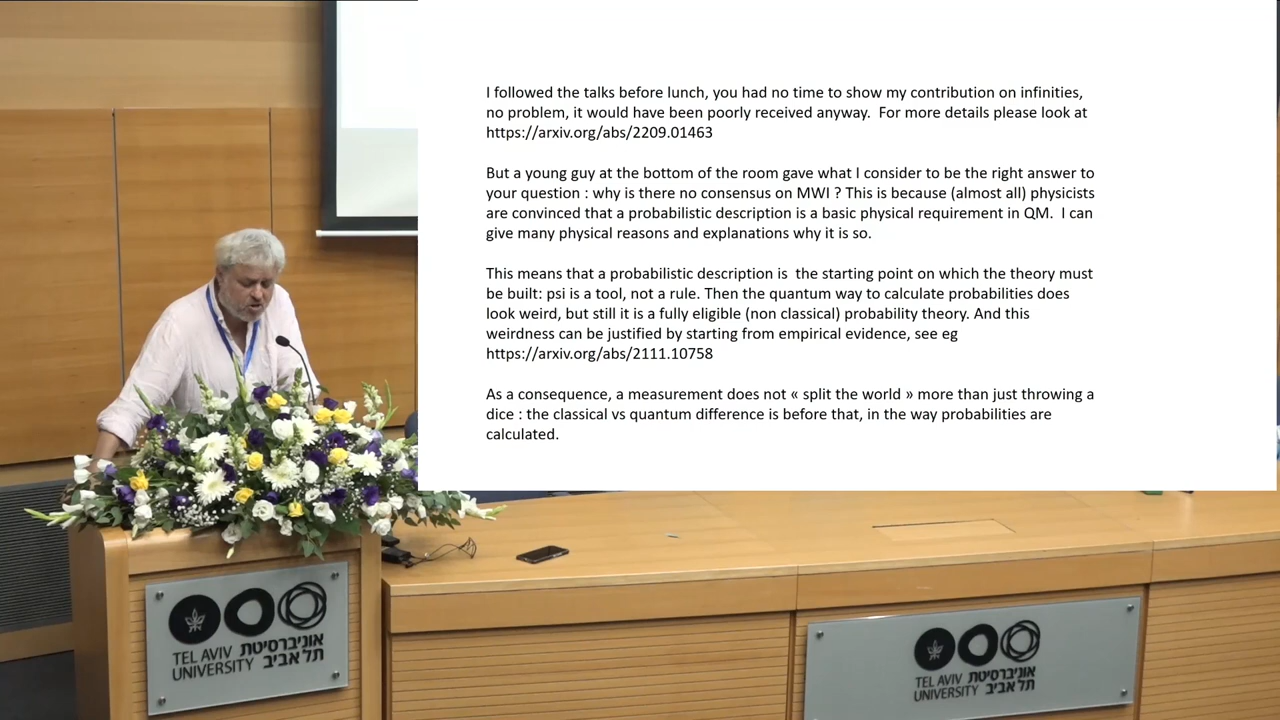 I followed the talks before lunch, you had no time to show my contribution on infinities,
no problem, it would have been poorly received anyway.  For more details please look at
https://arxiv.org/abs/2209.01463
But a young guy at the bottom of the room gave what I consider to be the right answer to
your question : why is there no consensus on MWI ? This is because (almost all) physicists
are convinced that a probabilistic description is a basic physical requirement in QM.  I can
give many physical reasons and explanations why it is so.
This means that a probabilistic description is  the starting point on which the theory must
be built: psi is a tool, not a rule. Then the quantum way to calculate probabilities does
look weird, but still it is a fully eligible (non classical) probability theory. And this
weirdness can be justified by starting from empirical evidence, see eg
https://arxiv.org/abs/2111.10758
As a consequence, a measurement does not « split the world » more than just throwing a
dice : the classical vs quantum difference is before that, in the way probabilities are
calculated.
TEL AVIV אוניברסיטת
UNIVERSITY תל אביב
TEL AVIV אוניברסיטת
UNIVERSITY תל אביב